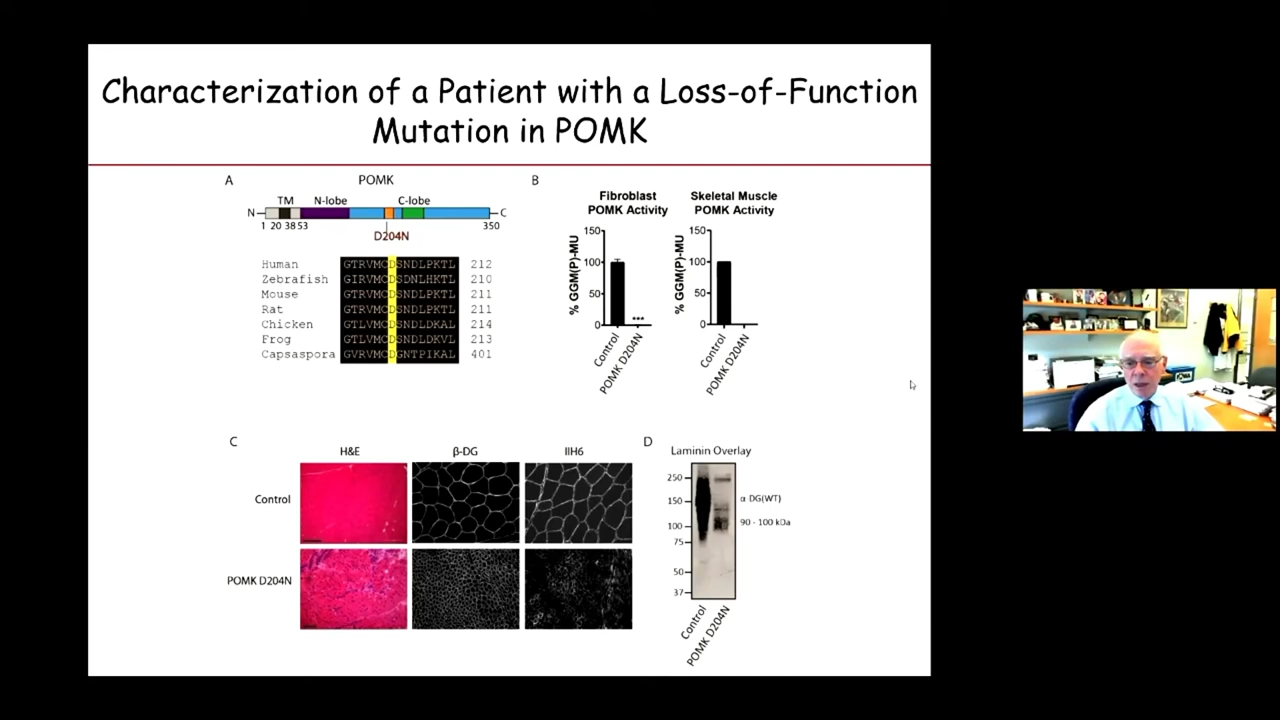 Characterization of a Patient with a Loss-of-Function
Mutation in POMK
A
POMK
TM
N-lobe
C-lobe
N
C
1 20 38 53
350
D204N
Human GTRVMCDSNDLPKTL 212
Zebrafish GIRVMCDSDNLHKTL 210
Mouse GTRVMCDSNDLPKTL 211
Rat GTRVMCDSNDLPKTL 211
Chicken GTLVMCDSNDLDKAL 214
Frog GTLVMCDSNDLDKVL 213
Capsaspora GVRVMCDGNTPIKAL 401
B
Fibroblast
POMK Activity
% GGM(P)-MU
150
100
50
0
***
Control
POMK D204N
Skeletal Muscle
POMK Activity
% GGM(P)-MU
150
100
50
0
Control
POMK D204N
C
H&E
β-DG
IIH6
Control
POMK D204N
D
Laminin Overlay
250
150
100
75
50
37
α-DG(WT)
90 - 100 kDa
Control
POMK D204N